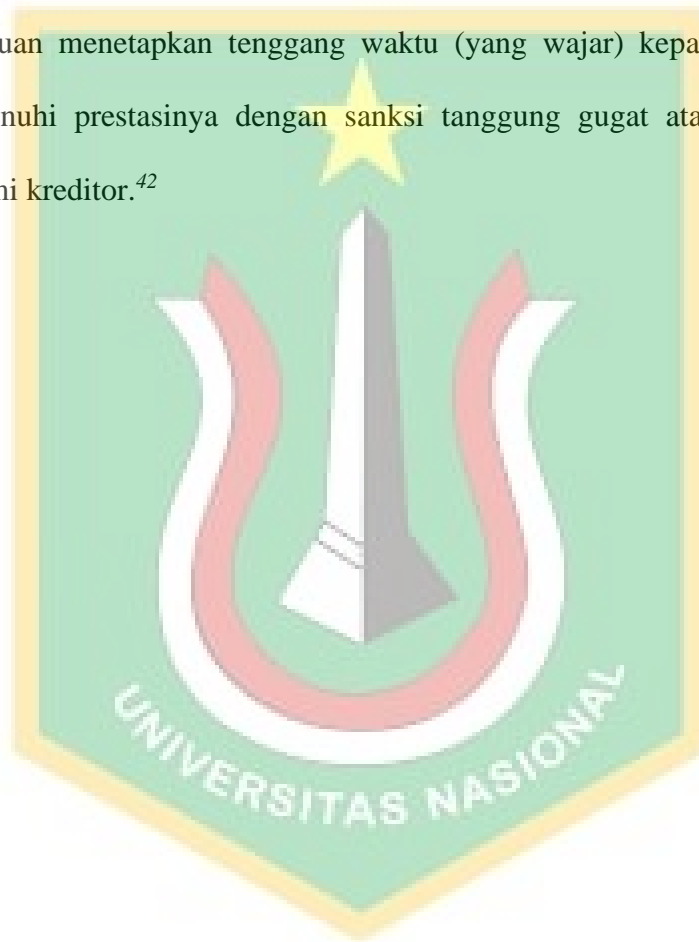 uan menetapkan tenggang waktu (yang wajar) kepa
nuhi prestasinya dengan sanksi tanggung gugat ata
ni kreditor.42
UNIVERSITAS NASIONAL